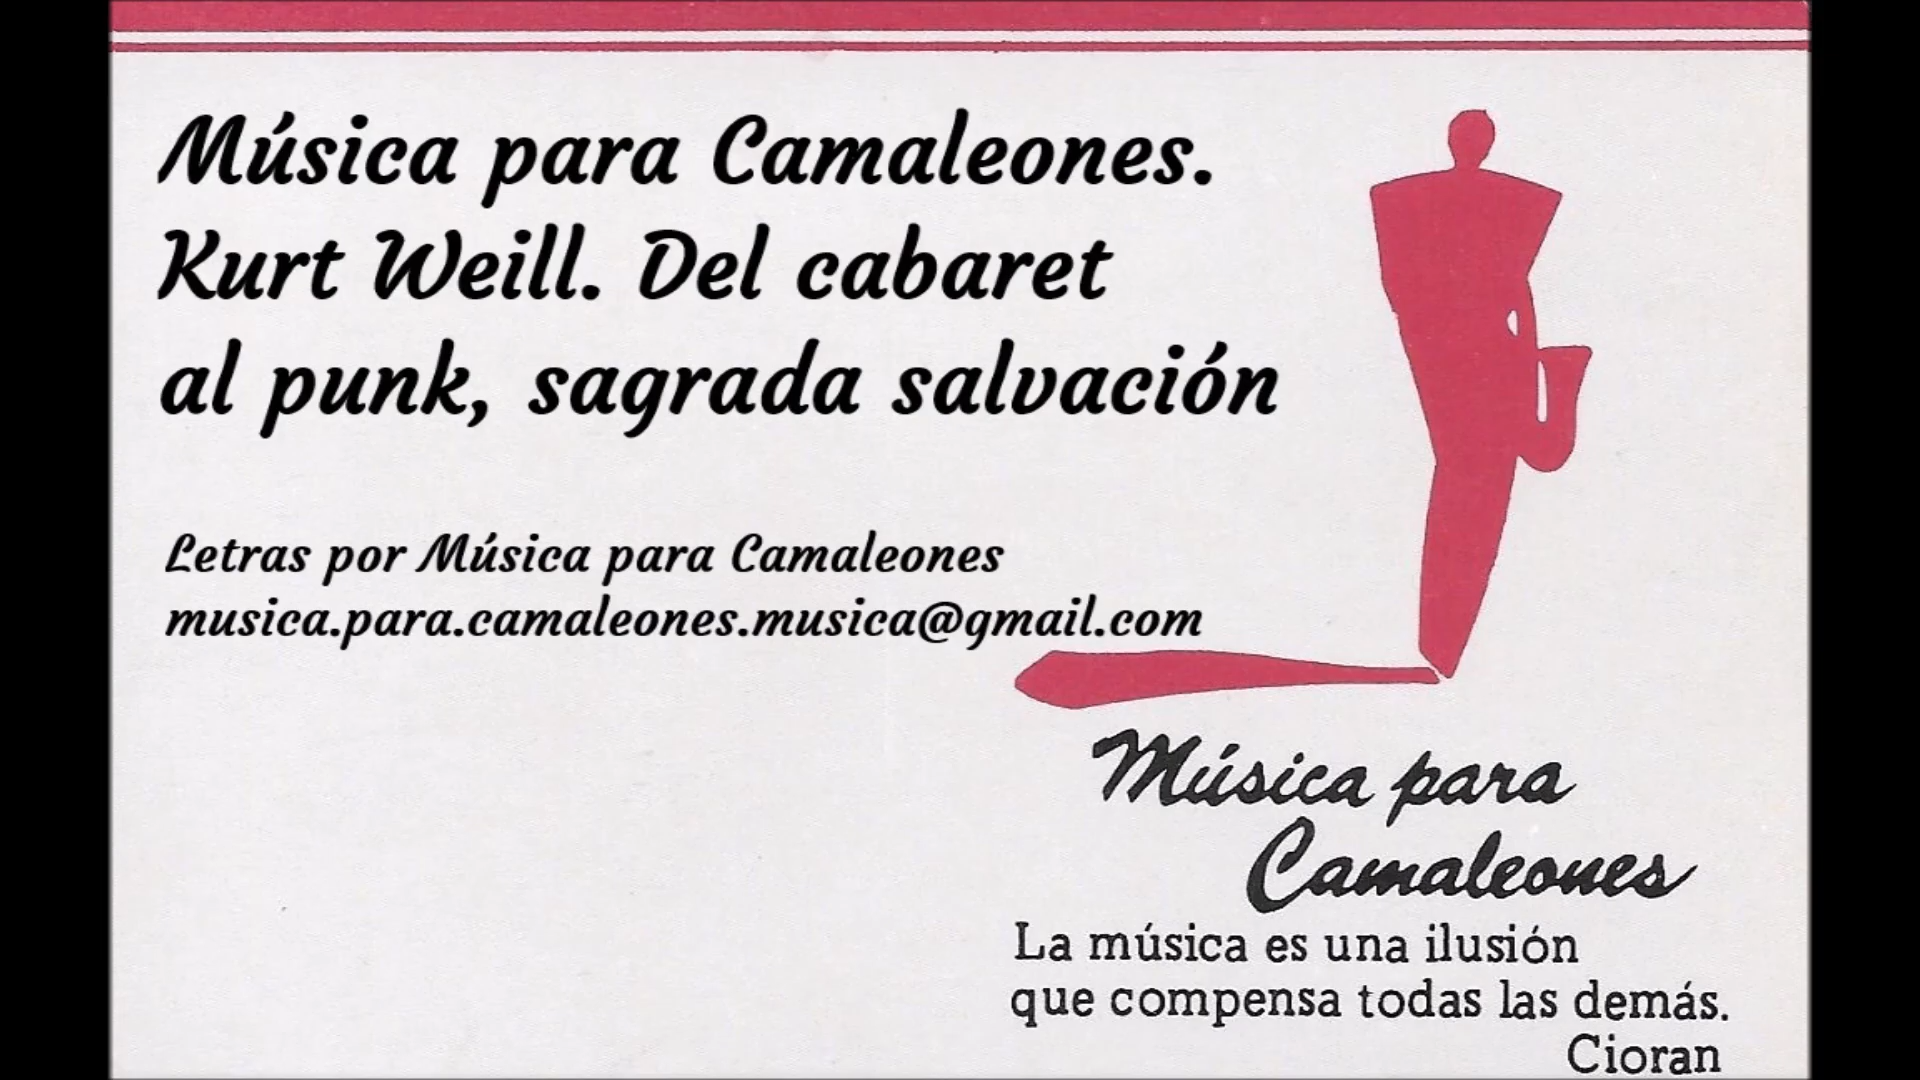 Música para Camaleones.
Kurt Weill. Del cabaret
al punk, sagrada salvación
Letras por Música para Camaleones
musica.para.camaleones.musica@gmail.com
Música para
Camaleones
La música es una ilusión
que compensa todas las demás.
Cioran